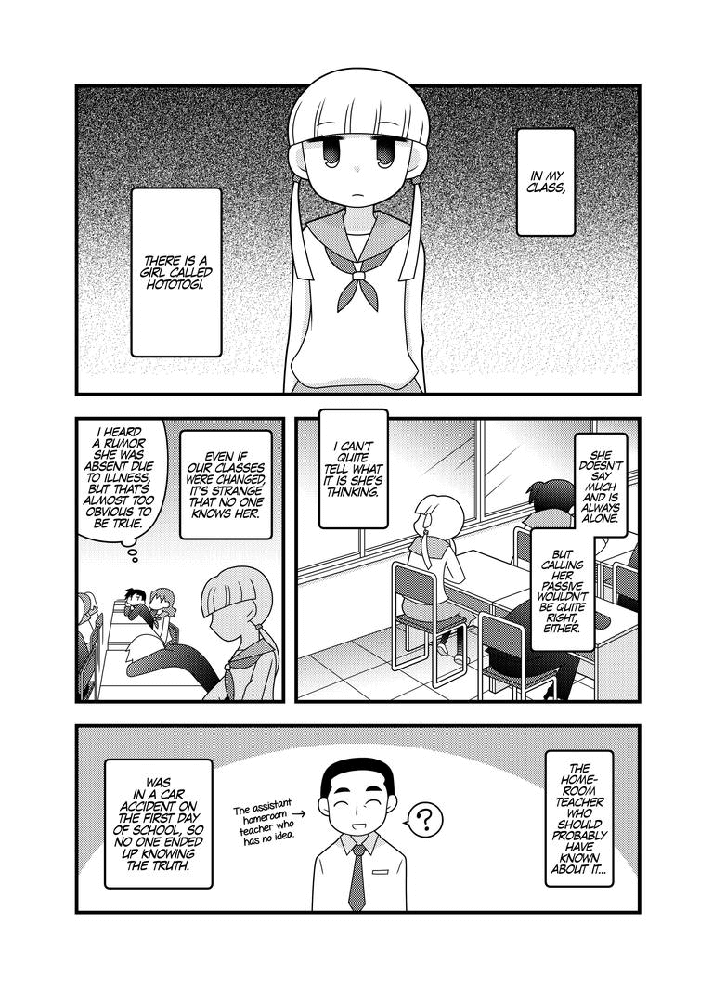 IN MY
CLASS,
THERE IS A
GIRL CALLED
HOTOTOGI.
SHE
DOESN'T
SAY
MUCH
AND IS
ALWAYS
ALONE.
BUT
CALLING
HER
PASSIVE
WOULDN'T
BE QUITE
RIGHT,
EITHER.
I CAN'T
QUITE
TELL WHAT
IT IS SHE'S
THINKING.
EVEN IF
OUR CLASSES
WERE CHANGED,
IT'S STRANGE
THAT NO ONE
KNOWS HER.
I HEARD
A RUMOR
SHE WAS
ABSENT DUE
TO ILLNESS,
BUT THAT'S
ALMOST TOO
OBVIOUS TO
BE TRUE.
THE
HOME-
ROOM
TEACHER
WHO
SHOULD
PROBABLY
HAVE
KNOWN
ABOUT IT...
?
The assistant
homeroom
teacher who
has no idea.
WAS
IN A CAR
ACCIDENT ON
THE FIRST DAY
OF SCHOOL, SO
NO ONE ENDED
UP KNOWING
THE TRUTH.